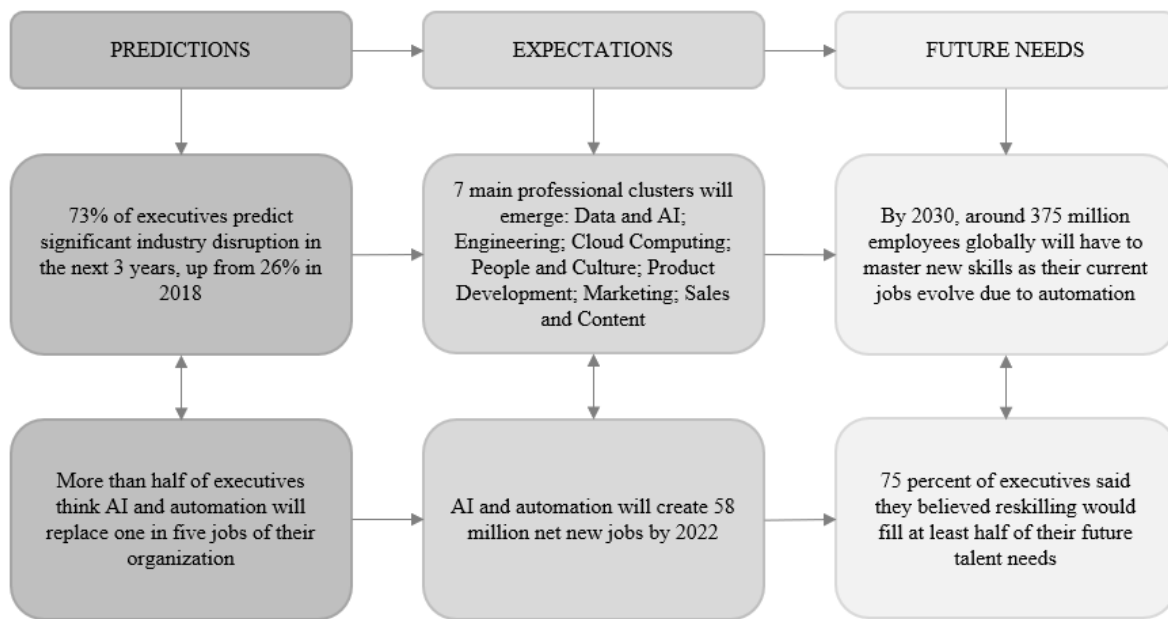 PREDICTIONS
EXPECTATIONS
FUTURE NEEDS
73% of executives predict
significant industry disruption in
the next 3 years, up from 26% in
2018
7 main professional clusters will
emerge: Data and AI;
Engineering; Cloud Computing;
People and Culture; Product
Development; Marketing; Sales
and Content
By 2030, around 375 million
employees globally will have to
master new skills as their current
jobs evolve due to automation
More than half of executives
think AI and automation will
replace one in five jobs of their
organization
AI and automation will create 58
million net new jobs by 2022
75 percent of executives said
they believed reskilling would
fill at least half of their future
talent needs